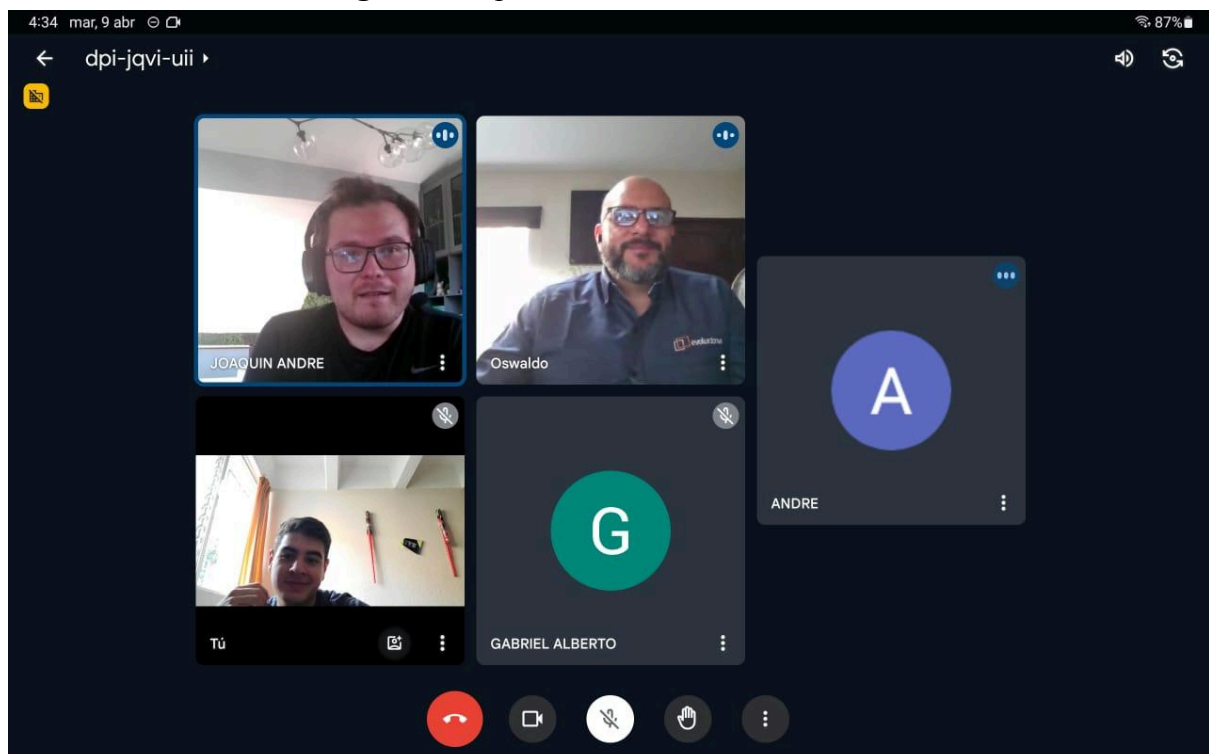 4:34 mar, 9 abr 87%
dpi-jqvi-uii
JOAQUIN ANDRE
Oswaldo
ANDRE
A
Tú
GABRIEL ALBERTO
G